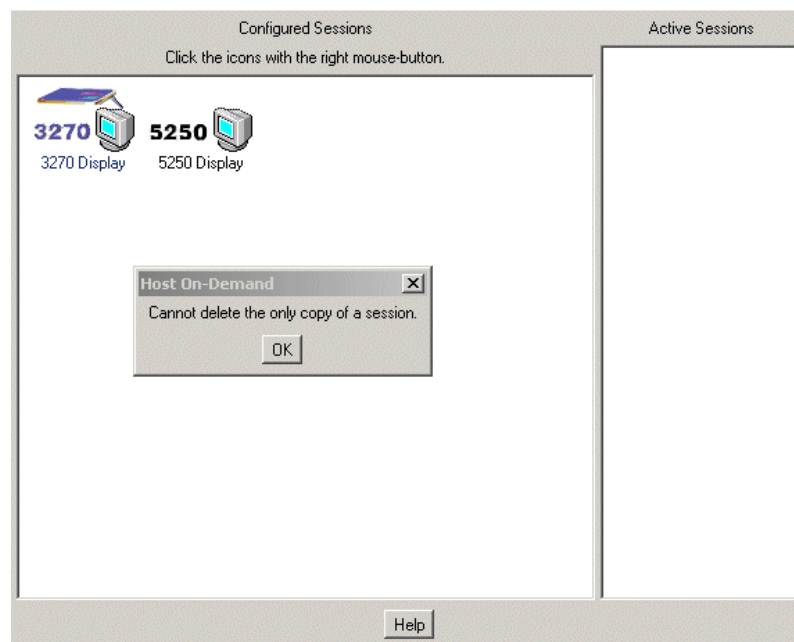 Configured Sessions
Active Sessions
Click the icons with the right mouse-button.
3270
5250
3270 Display
5250 Display
Host On-Demand
Cannot delete the only copy of a session.
OK
Help